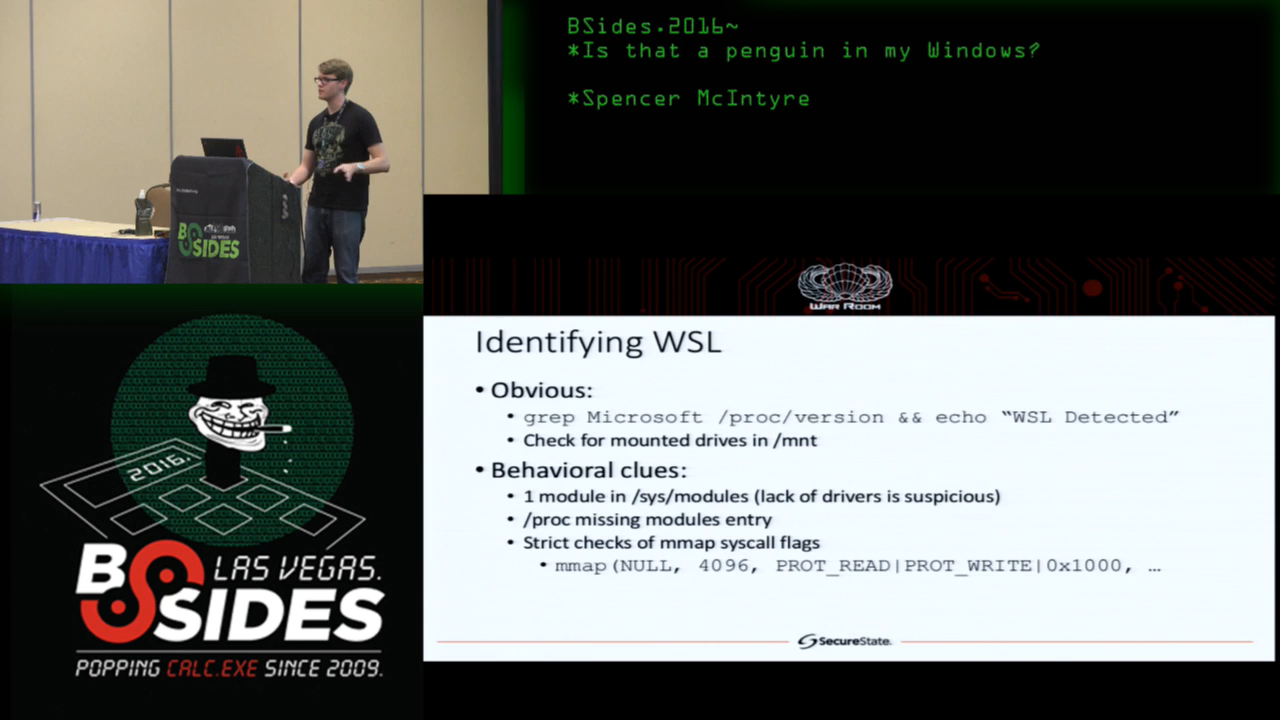 BSides.2016~
*Is that a penguin in my Windows?
*Spencer McIntyre
BSIDES
WAR ROOM
Identifying WSL
• Obvious:
• grep Microsoft /proc/version && echo “WSL Detected”
• Check for mounted drives in /mnt
• Behavioral clues:
• 1 module in /sys/modules (lack of drivers is suspicious)
• /proc missing modules entry
• Strict checks of mmap syscall flags
• mmap(NULL, 4096, PROT_READ|PROT_WRITE|0x1000, …
SecureState.
2016.
BSIDES
LAS VEGAS.
POPPING CALC.EXE SINCE 2009.